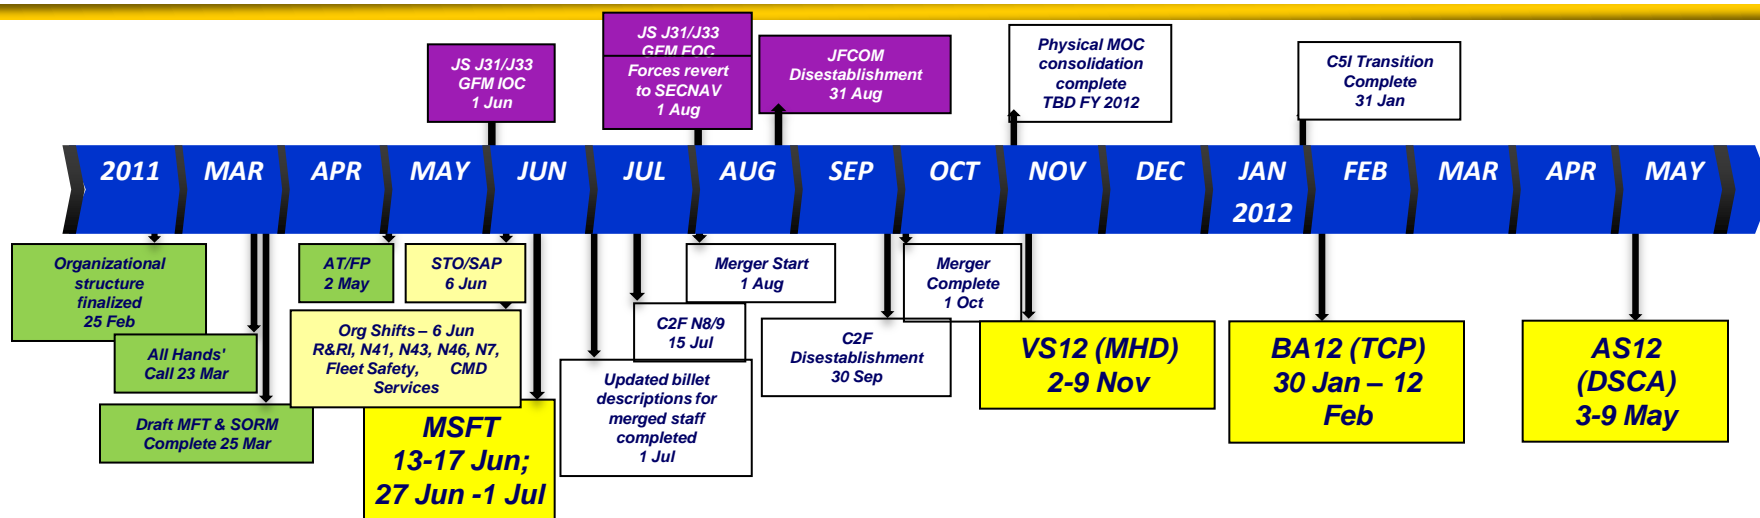 JS J31/J33
GFM IOC
1 Jun
JS J31/J33
GFM FOC
Forces revert
to SECNAV
1 Aug
JFCOM
Disestablishment
31 Aug
Physical MOC
consolidation
complete
TBD FY 2012
C5I Transition
Complete
31 Jan
2011 MAR APR MAY JUN JUL AUG SEP OCT NOV DEC JAN FEB MAR APR MAY
2012
Organizational
structure
finalized
25 Feb
All Hands'
Call 23 Mar
Draft MFT & SORM
Complete 25 Mar
AT/FP
2 May
STO/SAP
6 Jun
Org Shifts – 6 Jun
R&RI, N41, N43, N46, N7,
Fleet Safety, CMD
Services
MSFT
13-17 Jun;
27 Jun -1 Jul
Updated billet
descriptions for
merged staff
completed
1 Jul
C2F N8/9
15 Jul
Merger Start
1 Aug
C2F
Disestablishment
30 Sep
Merger
Complete
1 Oct
VS12 (MHD)
2-9 Nov
BA12 (TCP)
30 Jan – 12
Feb
AS12
(DSCA)
3-9 May